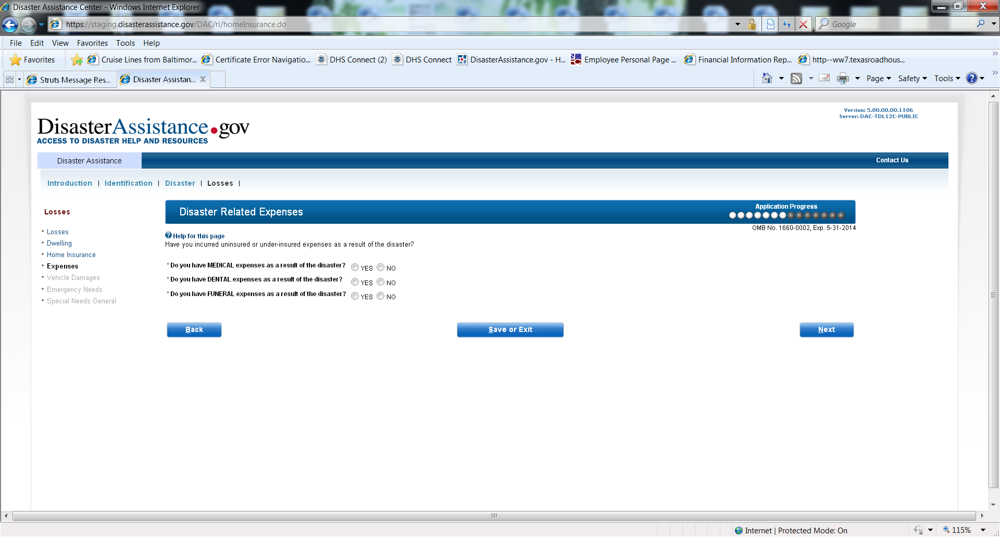 Disaster Assistance Center - Windows Internet Explorer
https://staging.disasterassistance.gov/DAC/ri/homeInsurance.do
Google
File Edit View Favorites Tools Help
Favorites Cruise Lines from Baltimor... Certificate Error Navigatio... DHS Connect (2) DHS Connect DisasterAssistance.gov - H... Employee Personal Page ... Financial Information Rep... http--ww7.texasroadhous...
Struts Message Res... Disaster Assistan... Page Safety Tools
Version: 5.00.00.00.1106
Server: DAC-TDL12C-PUBLIC
DisasterAssistance.gov
ACCESS TO DISASTER HELP AND RESOURCES
Disaster Assistance Contact Us
Introduction | Identification | Disaster | Losses |
Losses
• Losses
• Dwelling
• Home Insurance
• Expenses
• Vehicle Damages
• Emergency Needs
• Special Needs General
Disaster Related Expenses
Application Progress
OMB No. 1660-0002, Exp. 5-31-2014
Help for this page
Have you incurred uninsured or under-insured expenses as a result of the disaster?
* Do you have MEDICAL expenses as a result of the disaster? YES NO
* Do you have DENTAL expenses as a result of the disaster? YES NO
* Do you have FUNERAL expenses as a result of the disaster? YES NO
Back Save or Exit Next
Internet | Protected Mode: On 115%